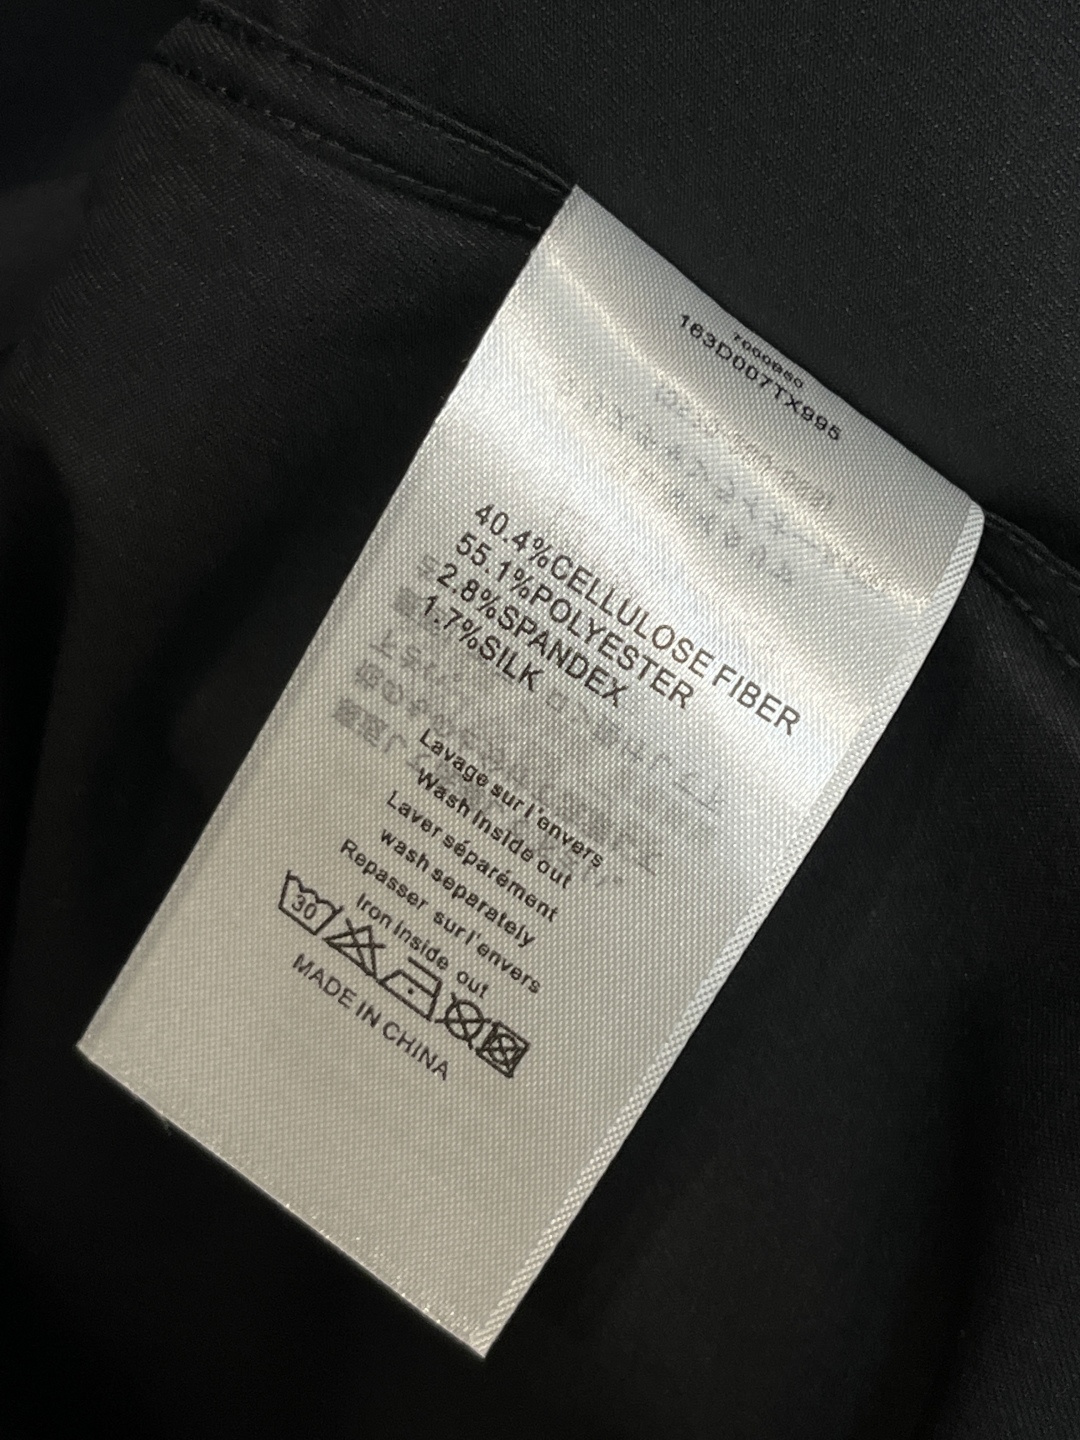 163D007TX995
40.4%CELLULOSE FIBER
55.1%POLYESTER
2.8%SPANDEX
1.7%SILK
Lavage sur l'envers
Wash inside out
Laver séparément
wash separately
Repasser sur l'envers
Iron inside out
30
MADE IN CHINA